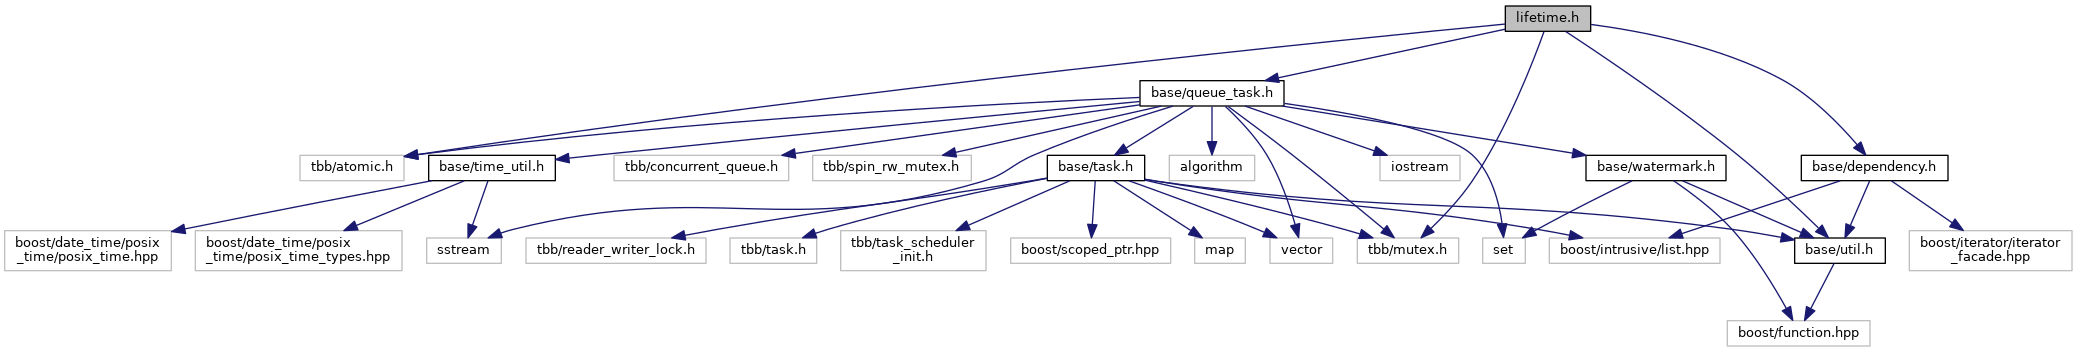 lifetime.h
base/queue_task.h
tbb/atomic.h
base/time_util.h
tbb/concurrent_queue.h
tbb/spin_rw_mutex.h
base/task.h
algorithm
iostream
base/watermark.h
base/dependency.h
boost/date_time/posix
_time/posix_time.hpp
boost/date_time/posix
_time/posix_time_types.hpp
sstream
tbb/reader_writer_lock.h
tbb/task.h
tbb/task_scheduler
_init.h
boost/scoped_ptr.hpp
map
vector
tbb/mutex.h
set
boost/intrusive/list.hpp
base/util.h
boost/iterator/iterator
_facade.hpp
boost/function.hpp